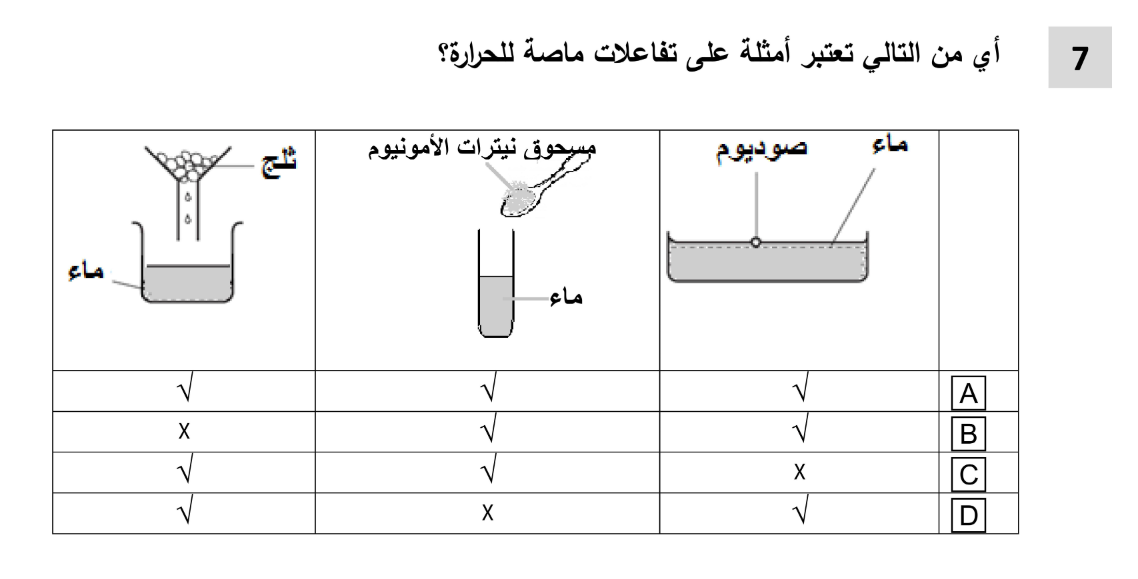 7 أي من التالي تعتبر أمثلة على تفاعلات ماصة للحرارة؟
ماء صوديوم
مسحوق نيترات الأمونيوم
ماء
ثلج
ماء
A √ √ √
B √ √ X
C X √ √
D √ X √